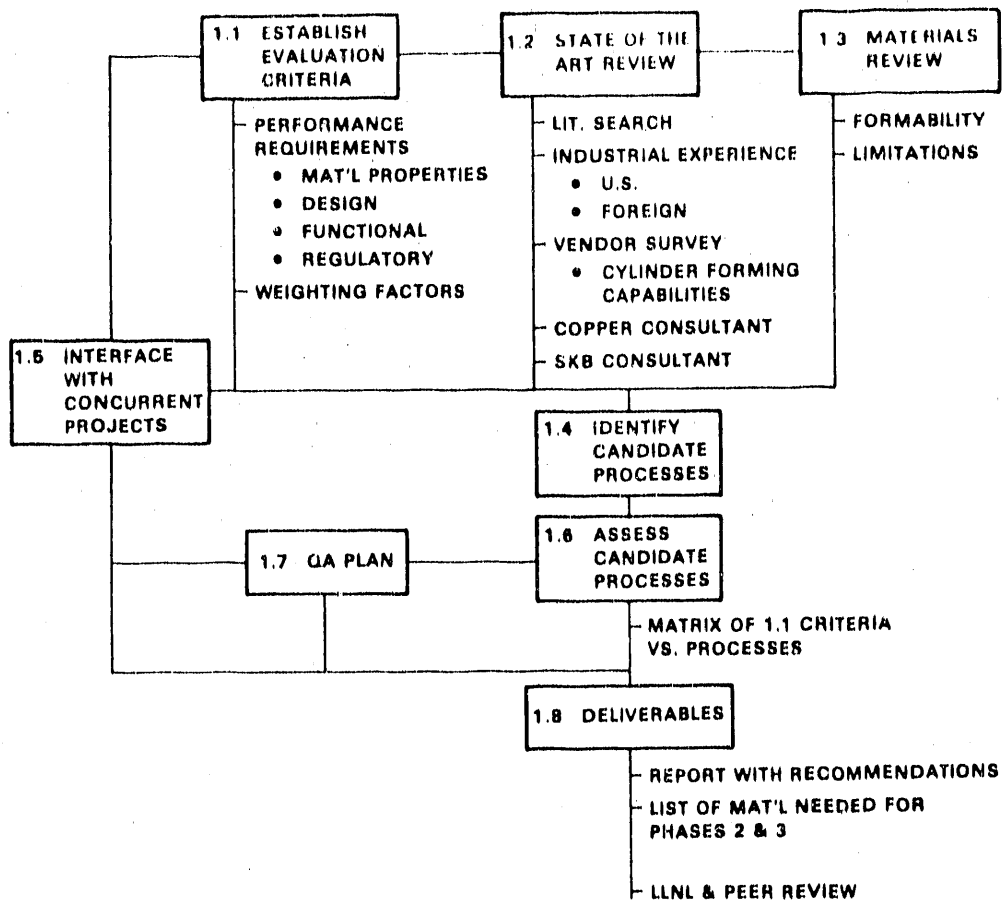 1.1 ESTABLISH
EVALUATION
CRITERIA
PERFORMANCE
REQUIREMENTS
• MAT'L PROPERTIES
• DESIGN
• FUNCTIONAL
• REGULATORY
WEIGHTING FACTORS
1.2 STATE OF THE
ART REVIEW
LIT. SEARCH
INDUSTRIAL EXPERIENCE
• U.S.
• FOREIGN
VENDOR SURVEY
• CYLINDER FORMING
CAPABILITIES
COPPER CONSULTANT
SKB CONSULTANT
1.3 MATERIALS
REVIEW
FORMABILITY
LIMITATIONS
1.5 INTERFACE
WITH
CONCURRENT
PROJECTS
1.4 IDENTIFY
CANDIDATE
PROCESSES
1.7 QA PLAN
1.6 ASSESS
CANDIDATE
PROCESSES
MATRIX OF 1.1 CRITERIA
VS. PROCESSES
1.8 DELIVERABLES
REPORT WITH RECOMMENDATIONS
LIST OF MAT'L NEEDED FOR
PHASES 2 & 3
LLNL & PEER REVIEW